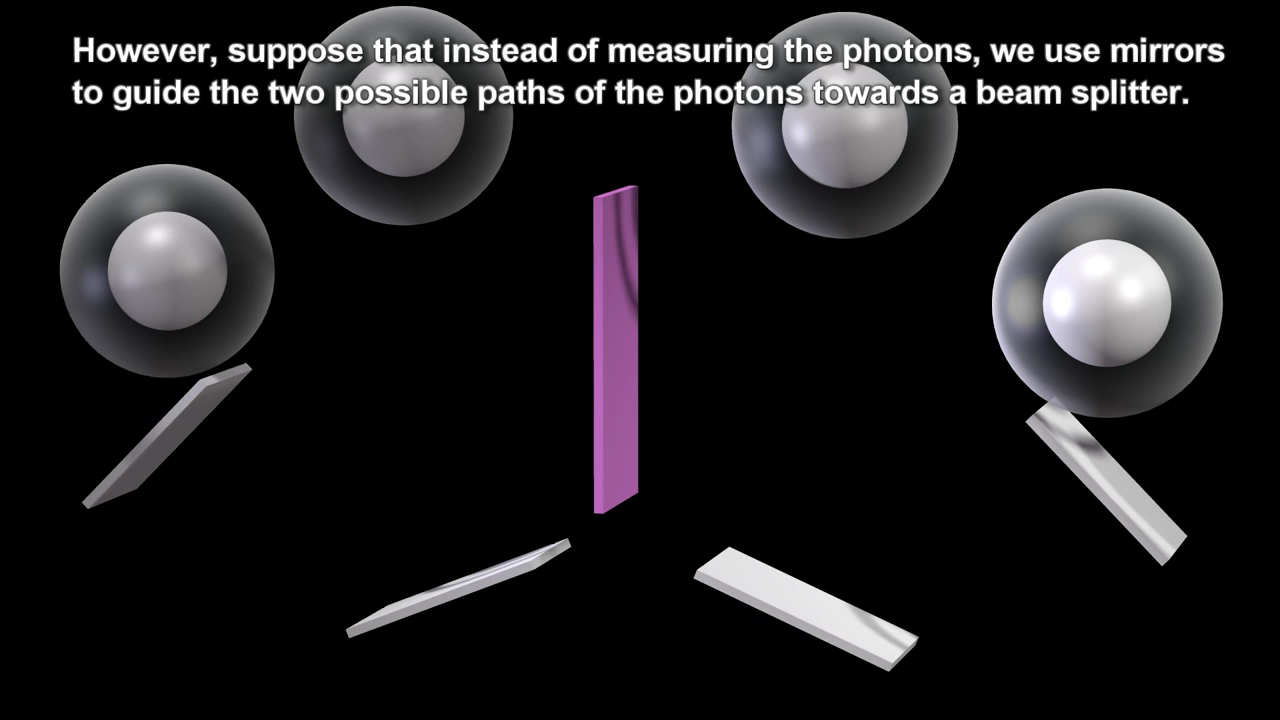 However, suppose that instead of measuring the photons, we use mirrors
to guide the two possible paths of the photons towards a beam splitter.